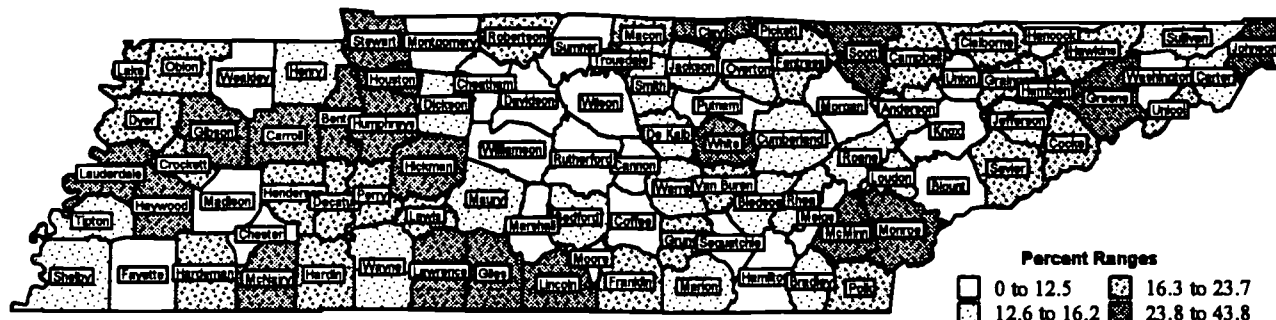 Stewart Montgomery Robertson Sumner Macon Clay Pickett Scott Campbell Claiborne Hancock Hawkins Sullivan Johnson
Lake Obion Weakley Henry Houston Cheatham Trousdale Jackson Overton Fentress Union Grainger Hamblen Greene Washington Carter
Dickson Davidson Wilson Smith Putnam Morgan Anderson Jefferson Unicoi
Dyer Gibson Carroll Bent Humphrey De Kalb White Cumberland Knox Cocke
Crockett Hickman Williamson Rutherford Cannon Roane Sevier
Lauderdale Haywood Madison Henderson Decatu Perry Maury Warre Van Buren Bledsoe Rhea Loudon Blount
Tipton Chester Lewis Marshall Bedford Coffee Grun Sequatchie Meigs McMinn Monroe
Shelby Fayette Hardeman McNairy Hardin Wayne Lawrence Giles Lincoln Moore Franklin Marion Hamilton Bradley Polk
Percent Ranges
0 to 12.5 16.3 to 23.7
12.6 to 16.2 23.8 to 43.8